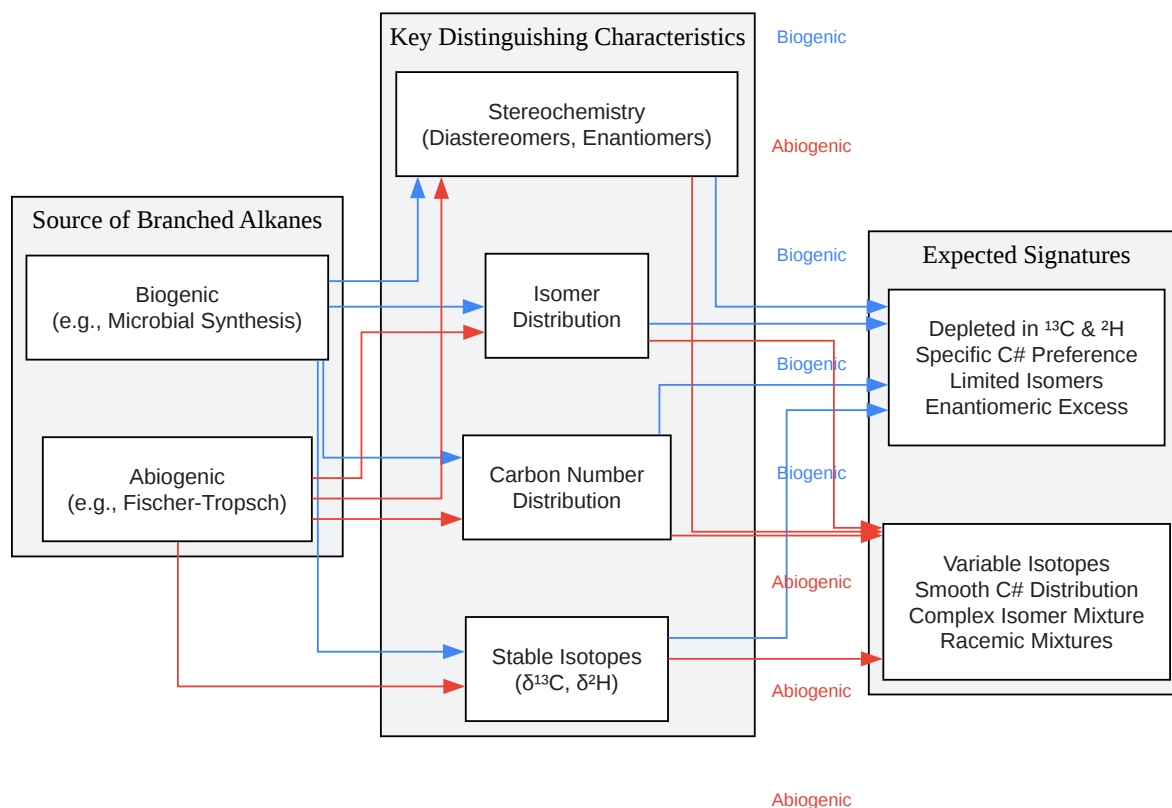 Source of Branched Alkanes
Biogenic
(e.g., Microbial Synthesis)
Abiogenic
(e.g., Fischer-Tropsch)
Key Distinguishing Characteristics
Stereochemistry
(Diastereomers, Enantiomers)
Isomer
Distribution
Carbon Number
Distribution
Stable Isotopes
(δ¹³C, δ²H)
Biogenic
Abiogenic
Biogenic
Biogenic
Biogenic
Abiogenic
Abiogenic
Abiogenic
Expected Signatures
Depleted in ¹³C & ²H
Specific C# Preference
Limited Isomers
Enantiomeric Excess
Variable Isotopes
Smooth C# Distribution
Complex Isomer Mixture
Racemic Mixtures